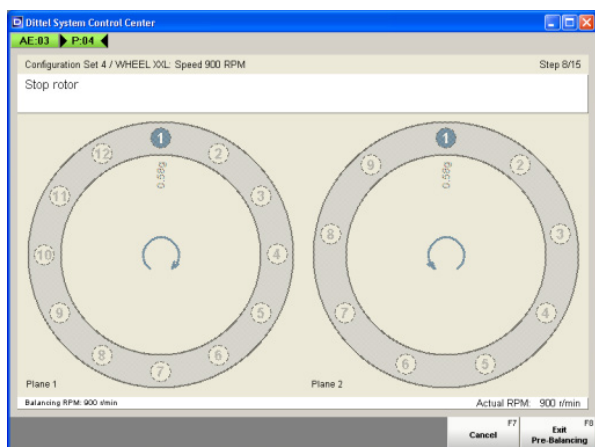 Dittel System Control Center
AE:03 P:04
Configuration Set 4 / WHEEL XXL: Speed 900 RPM Step 8/15
Stop rotor
1 2 3 4 5 6 7 8 9 10 11 12
0.58g
Plane 1
1 2 3 4 5 6 7 8 9
0.58g
Plane 2
Balancing RPM: 900 r/min Actual RPM: 900 r/min
F7 F8
Cancel Exit
Pre-Balancing